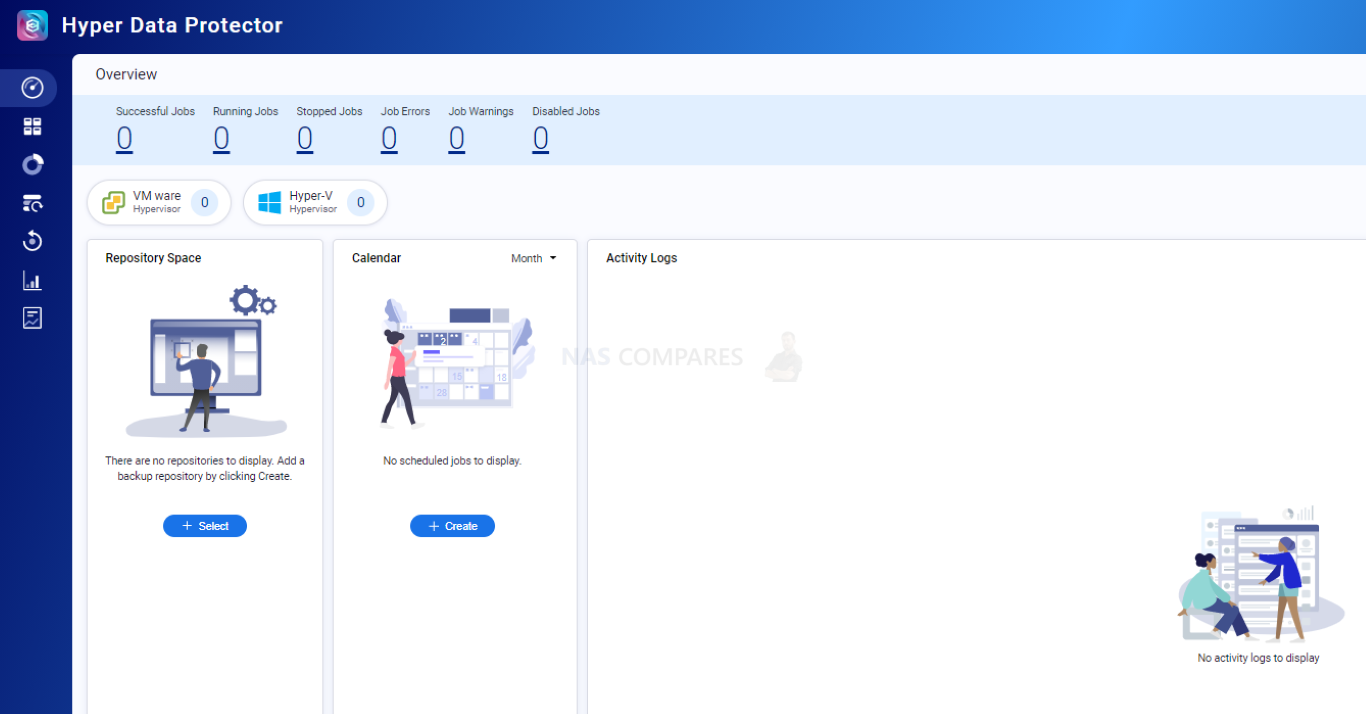 Hyper Data Protector
Overview
Successful Jobs
0
Running Jobs
0
Stopped Jobs
0
Job Errors
0
Job Warnings
0
Disabled Jobs
0
VM ware
Hypervisor
0
Hyper-V
Hypervisor
0
Repository Space
There are no repositories to display. Add a
backup repository by clicking Create.
+ Select
Calendar
Month
2
4
15
18
28
No scheduled jobs to display.
+ Create
Activity Logs
NAS COMPARES
No activity logs to display